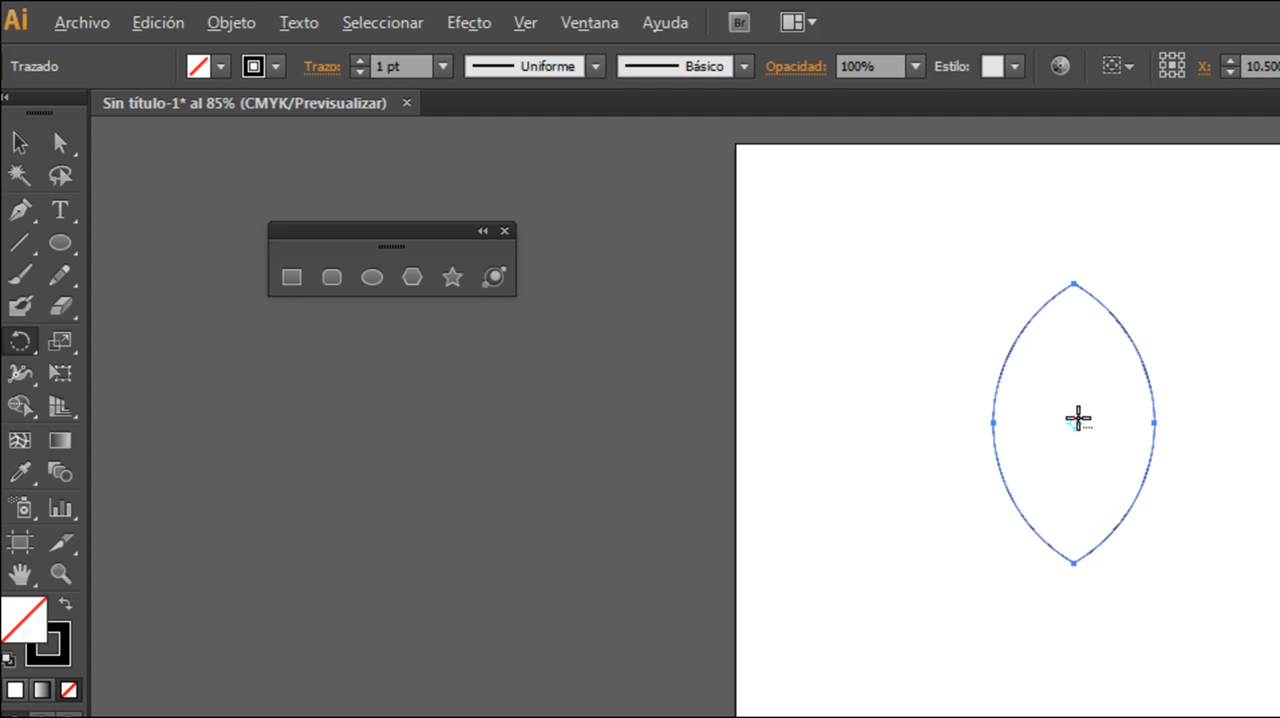 Ai Archivo Edición Objeto Texto Seleccionar Efecto Ver Ventana Ayuda Br
Trazado Trazo: 1 pt Uniforme Básico Opacidad: 100% Estilo: X: 10.500
Sin título-1* al 85% (CMYK/Previsualizar)
T